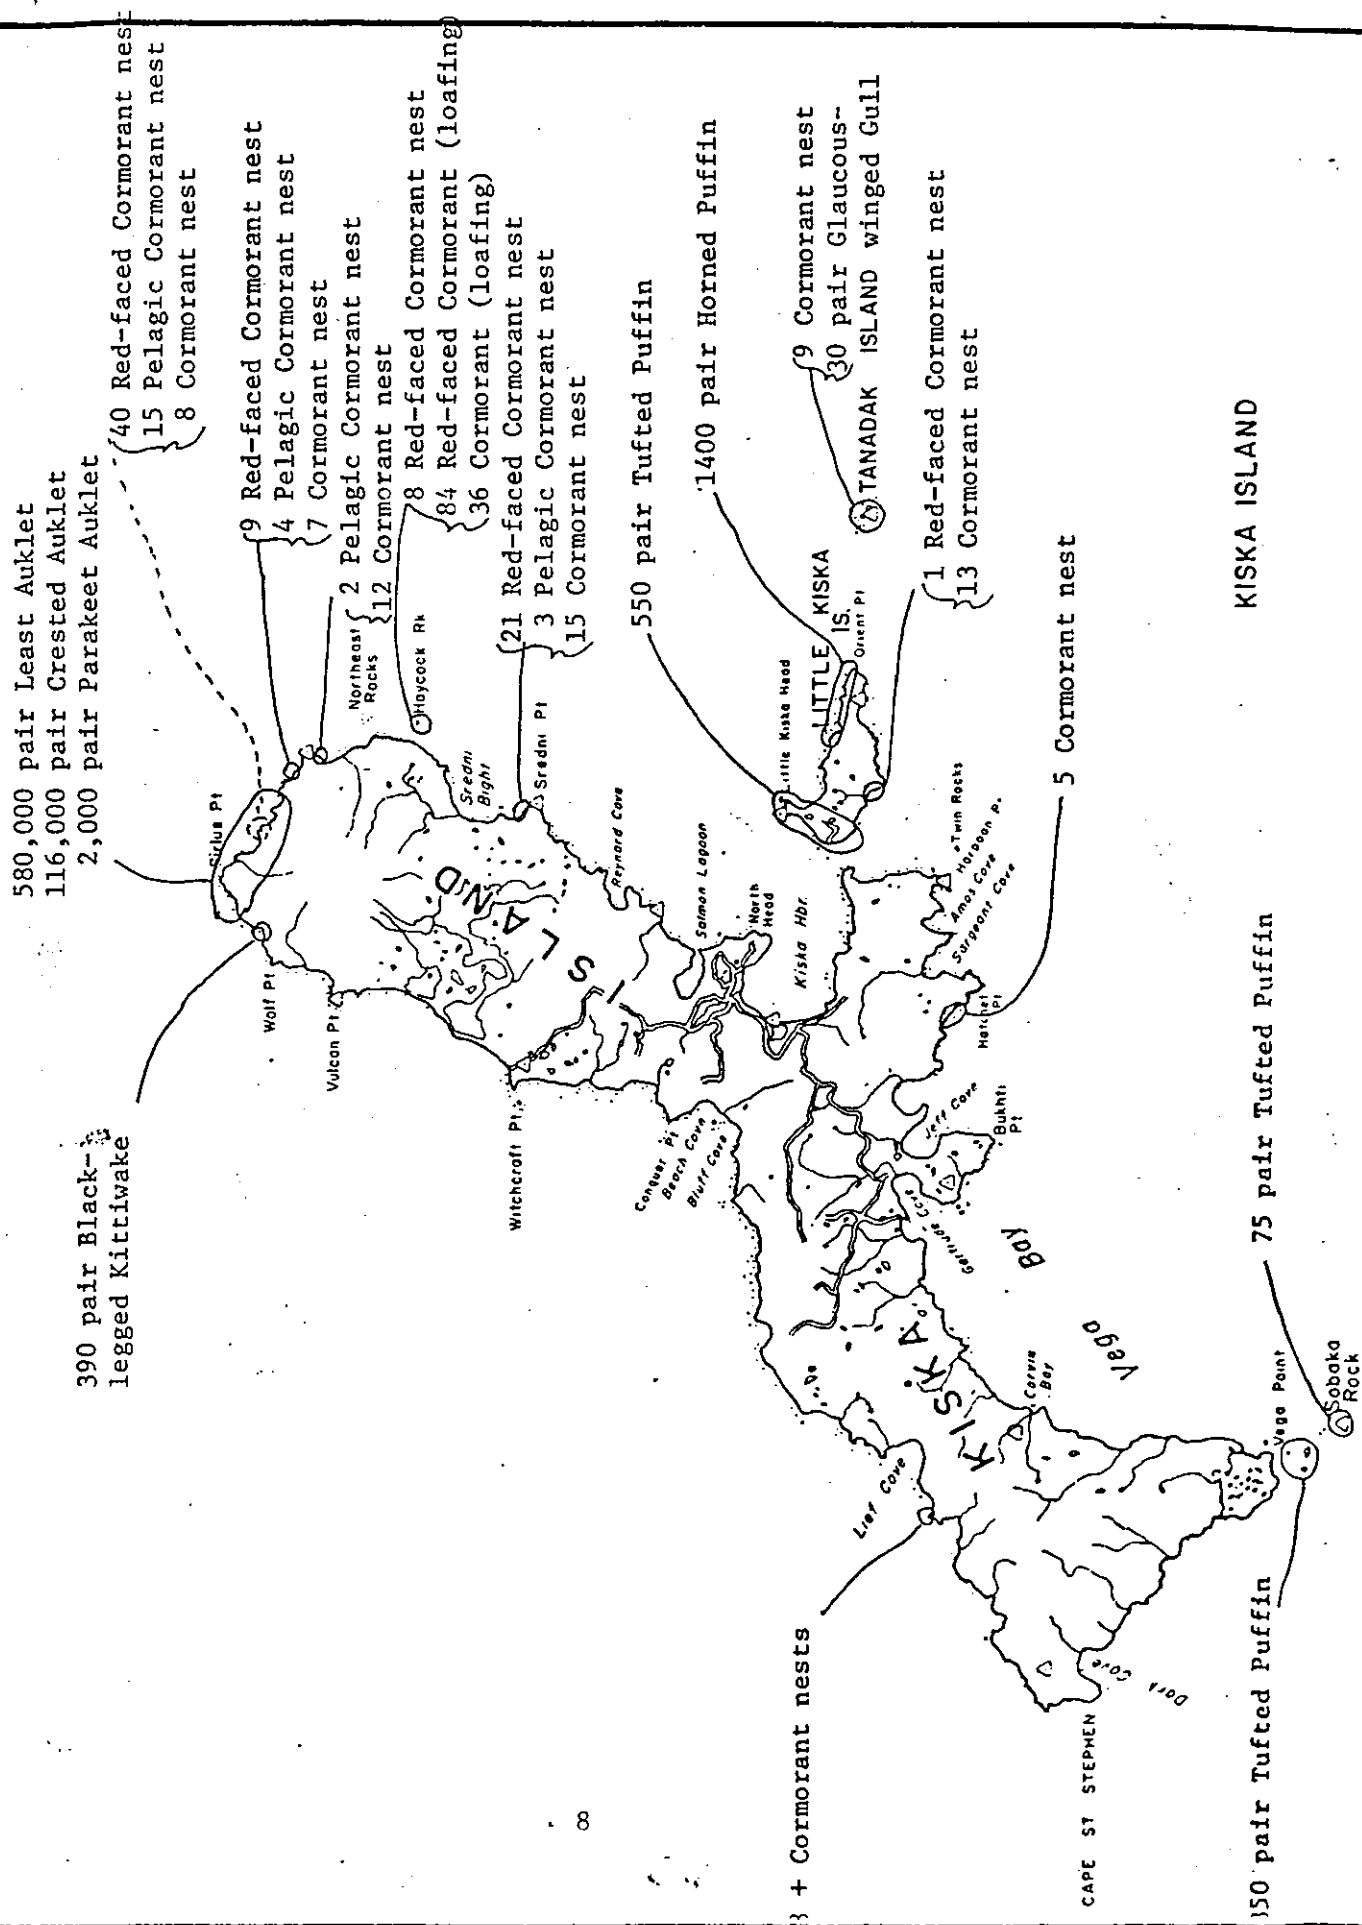 580,000 pair Least Auklet
116,000 pair Crested Auklet
2,000 pair Parakeet Auklet
40 Red-faced Cormorant nest
15 Pelagic Cormorant nest
8 Cormorant nest
9 Red-faced Cormorant nest
4 Pelagic Cormorant nest
7 Cormorant nest
2 Pelagic Cormorant nest
12 Cormorant nest
8 Red-faced Cormorant nest
84 Red-faced Cormorant (loafing)
36 Cormorant (loafing)
21 Red-faced Cormorant nest
3 Pelagic Cormorant nest
15 Cormorant nest
550 pair Tufted Puffin
1400 pair Horned Puffin
9 Cormorant nest
30 pair Glaucous-
winged Gull
TANADAK ISLAND
1 Red-faced Cormorant nest
13 Cormorant nest
5 Cormorant nest
75 pair Tufted Puffin
390 pair Black-
legged Kittiwake
+ Cormorant nests
pair Tufted Puffin
KISKA ISLAND
KISKA ISLAND
Sirius Pt
Wolf Pt
Vulcan Pt
Witchcraft Pt
Conquer Pt
Beach Cove
Bluff Cove
Lief Cove
CAPE ST STEPHEN
Dark Cove
Vega Point
Sobaka
Rock
Vega Bay
Corvie
Bay
Gertrude Cove
Bukhti
Pt
Jeff Cove
Hatchet
Pt
Sargeant Cove
Amos Cove
Harooon P.
Twin Rocks
Kiska Hbr.
North
Head
Salmon Lagoon
Reynard Cove
Sredni Pt
Sredni
Bight
Haycock Rk
Northeast
Rocks
Little Kiska Head
LITTLE KISKA
IS.
Orient Pt
8